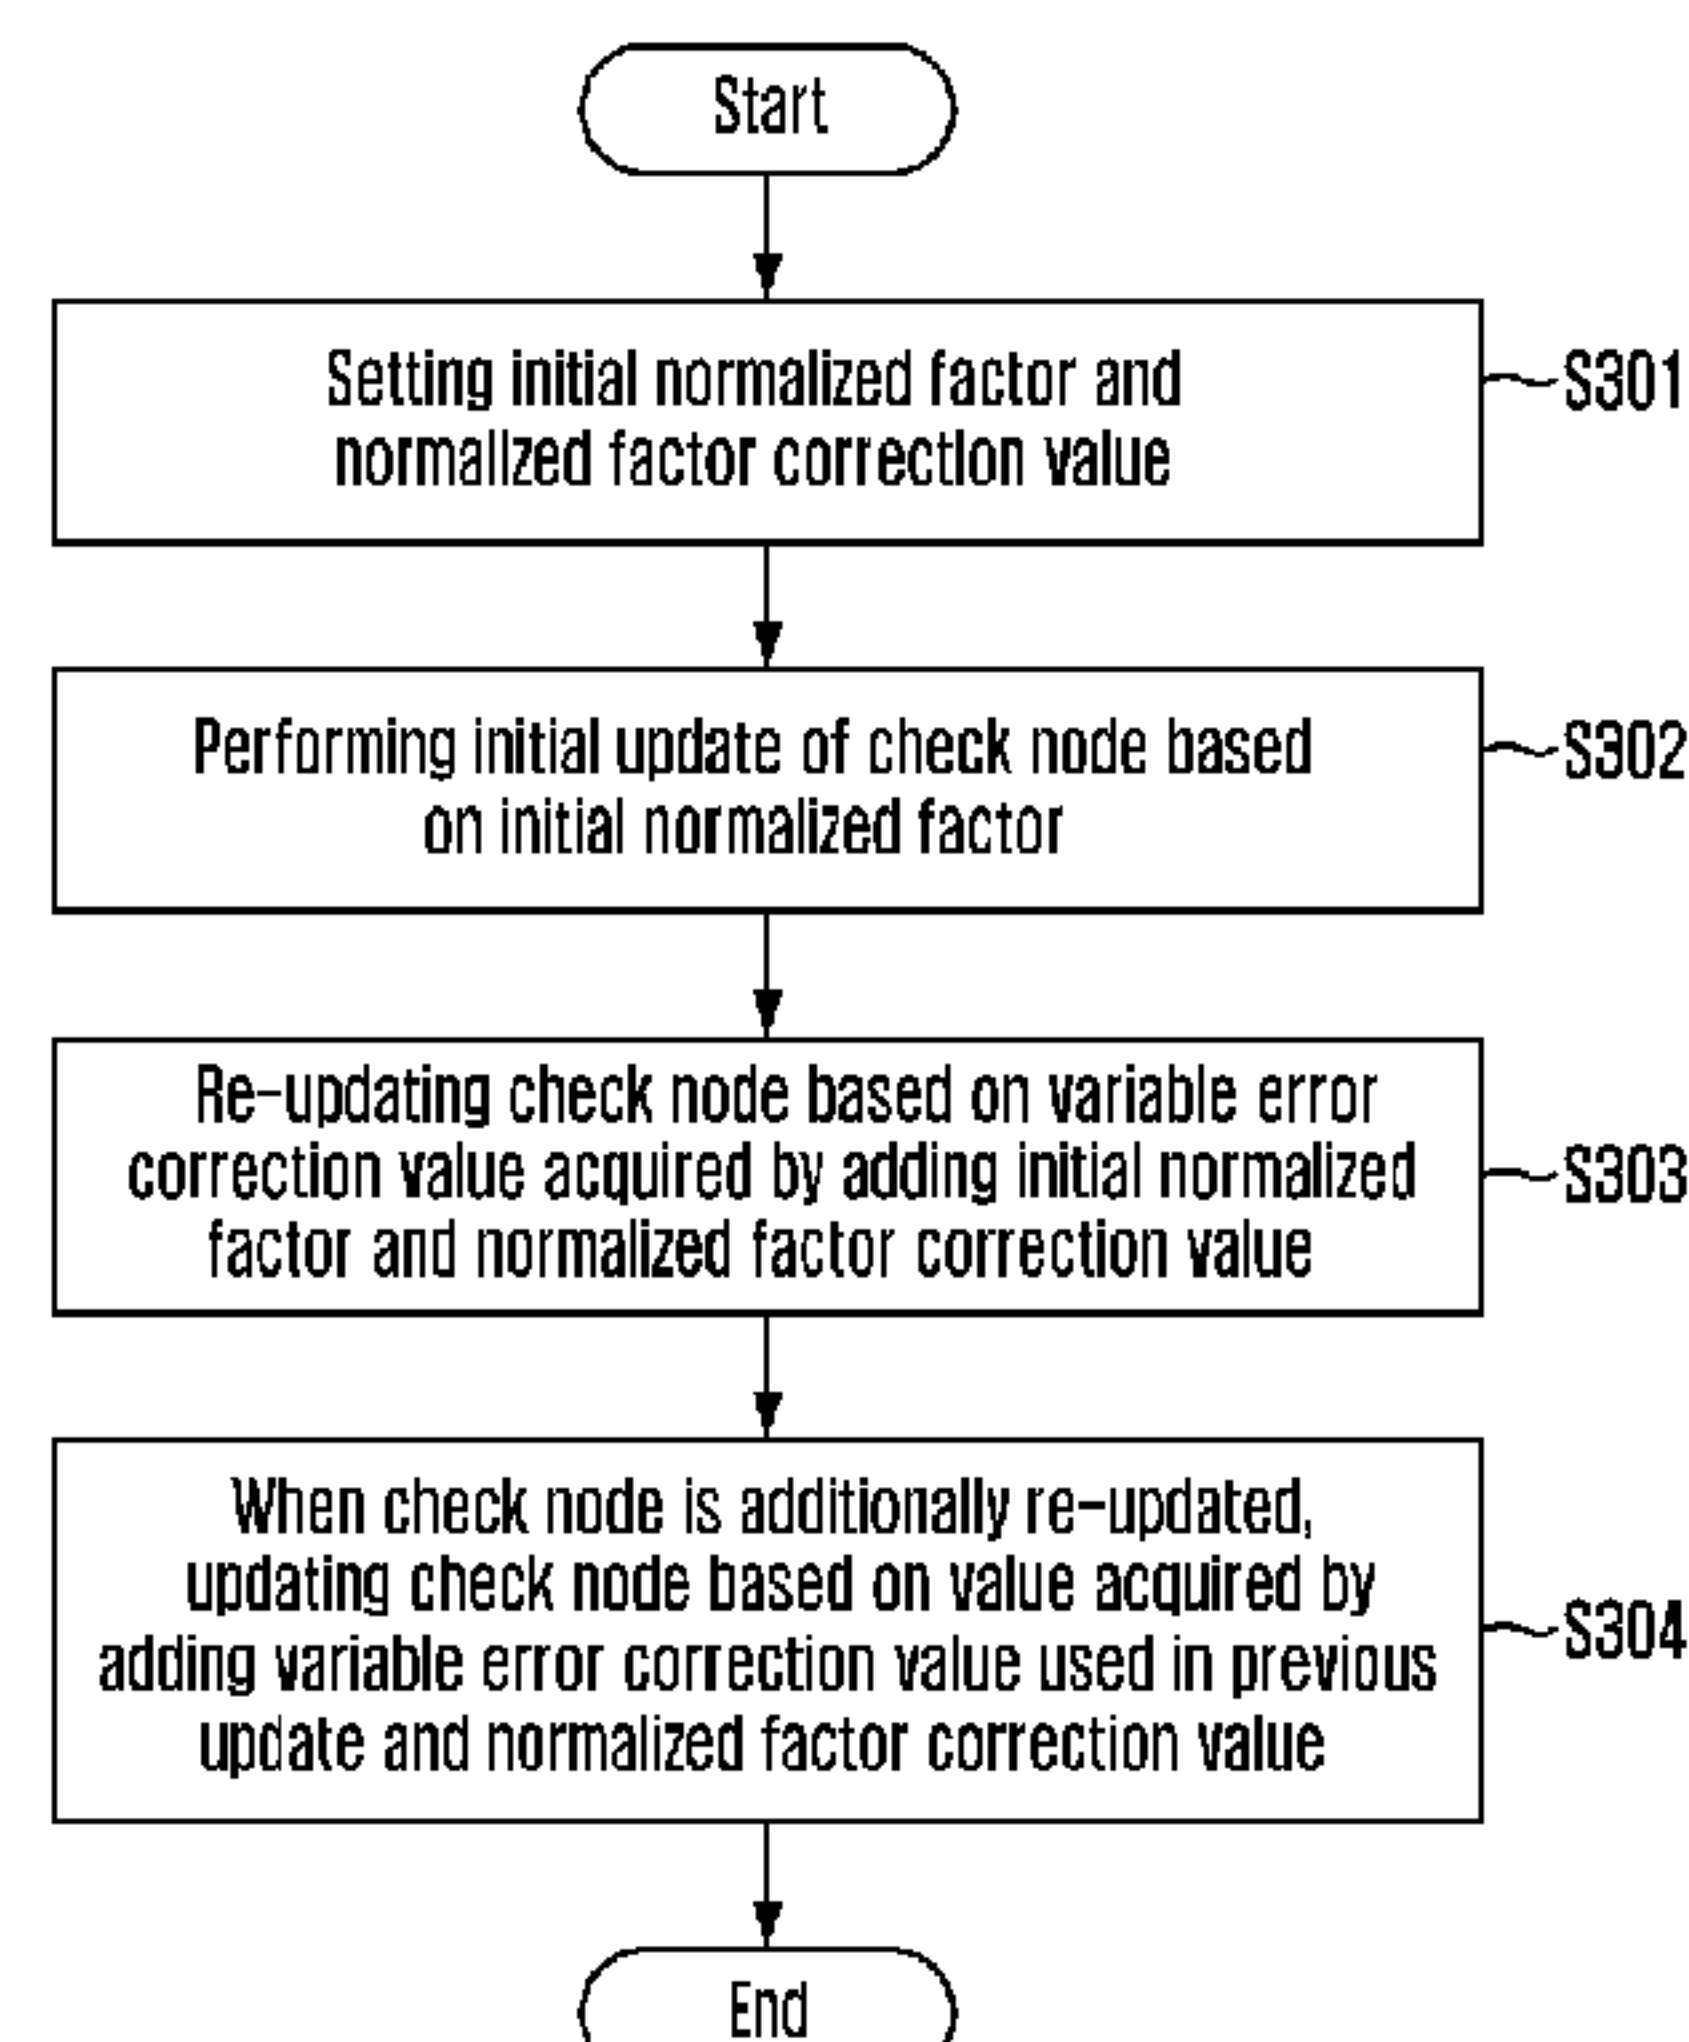 Start
Setting initial normalized factor and
normalized factor correction value
S301
Performing initial update of check node based
on initial normalized factor
S302
Re-updating check node based on variable error
correction value acquired by adding initial normalized
factor and normalized factor correction value
S303
When check node is additionally re-updated,
updating check node based on value acquired by
adding variable error correction value used in previous
update and normalized factor correction value
S304
End